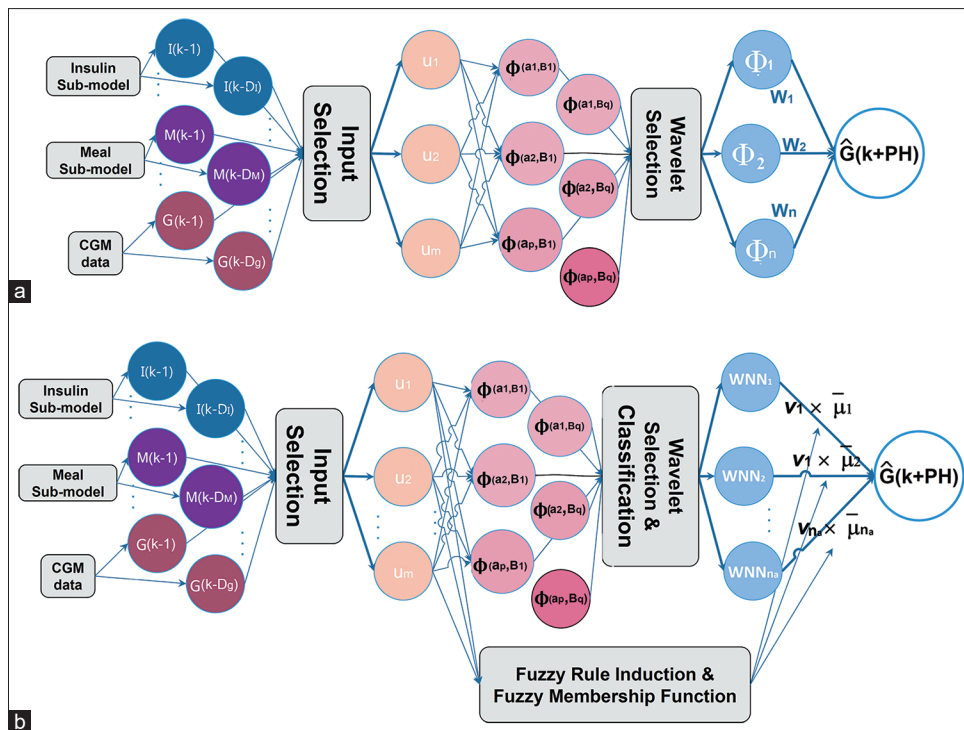 Insulin
Sub-model
I(k-1)
I(k-DI)
Meal
Sub-model
M(k-1)
M(k-DM)
CGM
data
G(k-1)
G(k-Dg)
Input
Selection
u1
u2
um
Φ(a1,B1)
Φ(a1,Bq)
Φ(a2,B1)
Φ(a2,Bq)
Φ(ap,B1)
Φ(ap,Bq)
Wavelet
Selection
Φ1
Φ2
Φn
W1
W2
Wn
Ĝ(k+PH)
a
Insulin
Sub-model
I(k-1)
I(k-DI)
Meal
Sub-model
M(k-1)
M(k-DM)
CGM
data
G(k-1)
G(k-Dg)
Input
Selection
u1
u2
um
Φ(a1,B1)
Φ(a1,Bq)
Φ(a2,B1)
Φ(a2,Bq)
Φ(ap,B1)
Φ(ap,Bq)
Wavelet
Selection &
Classification
WNN1
WNN2
WNNna
v1 × μ̄1
v1 × μ̄2
vna × μ̄na
Ĝ(k+PH)
Fuzzy Rule Induction &
Fuzzy Membership Function
b